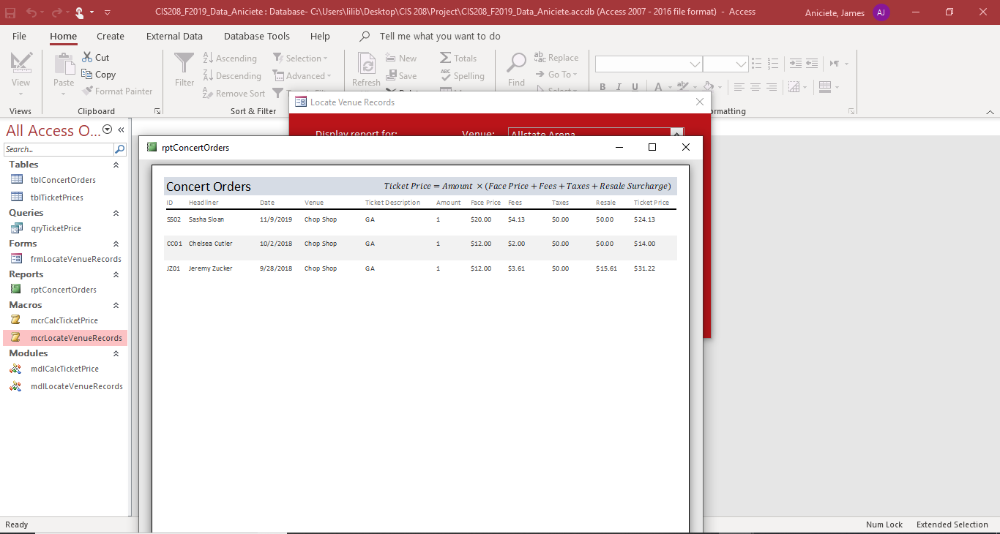 CIS208_F2019_Data_Aniciete : Database- C:\Users\lilib\Desktop\CIS 208\Project\CIS208_F2019_Data_Aniciete.accdb (Access 2007 - 2016 file format) - Access
Aniciete, James AJ
File Home Create External Data Database Tools Help Tell me what you want to do
View
Views
Paste
Cut
Copy
Format Painter
Clipboard
Filter
Ascending
Descending
Remove Sort
Selection
Advanced
Sort & Filter
Refresh
New
Save
Totals
Spelling
Find
Replace
Go To
Select
B I U A
All Access O...
Search...
Tables
tblConcertOrders
tblTicketPrices
Queries
qryTicketPrice
Forms
frmLocateVenueRecords
Reports
rptConcertOrders
Macros
mcrCalcTicketPrice
mcrLocateVenueRecords
Modules
mdlCalcTicketPrice
mdlLocateVenueRecords
Locate Venue Records
Display report for: Venue: Allstate Arena
rptConcertOrders
Concert Orders Ticket Price = Amount × (Face Price + Fees + Taxes + Resale Surcharge)
ID Headliner Date Venue Ticket Description Amount Face Price Fees Taxes Resale Ticket Price
SS02 Sasha Sloan 11/9/2019 Chop Shop GA 1 $20.00 $4.13 $0.00 $0.00 $24.13
CC01 Chelsea Cutler 10/2/2018 Chop Shop GA 1 $12.00 $2.00 $0.00 $0.00 $14.00
JZ01 Jeremy Zucker 9/28/2018 Chop Shop GA 1 $12.00 $3.61 $0.00 $15.61 $31.22
Ready Num Lock Extended Selection